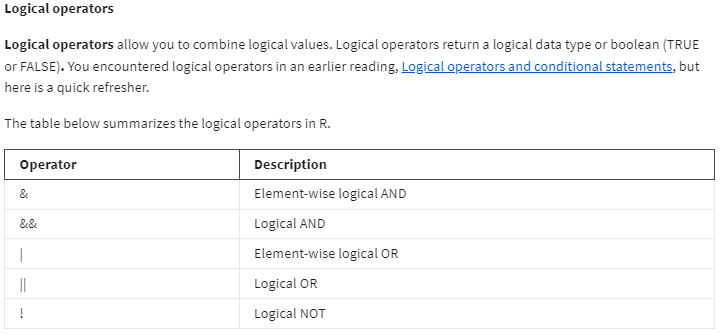 Logical operators
Logical operators allow you to combine logical values. Logical operators return a logical data type or boolean (TRUE
or FALSE). You encountered logical operators in an earlier reading, Logical operators and conditional statements, but
here is a quick refresher.
The table below summarizes the logical operators in R.
Operator Description
& Element-wise logical AND
&& Logical AND
| Element-wise logical OR
|| Logical OR
! Logical NOT